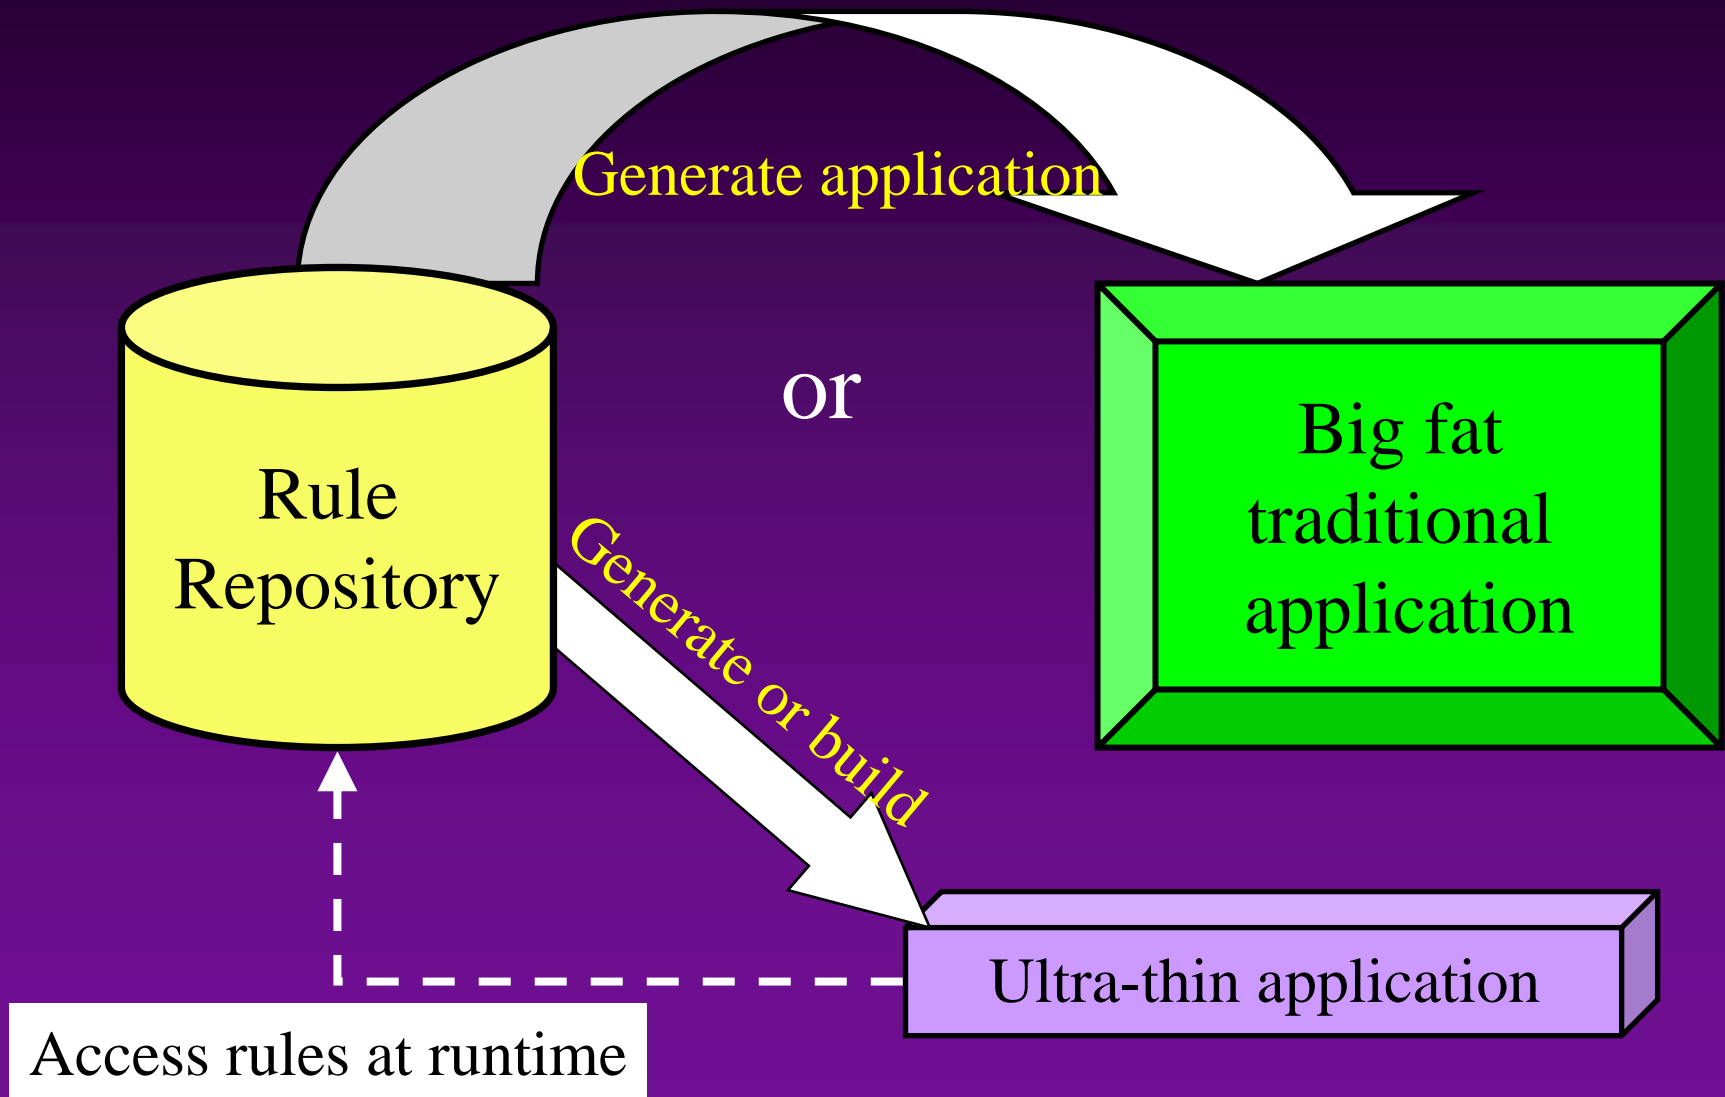 Generate application
or
Big fat
traditional
application
Rule
Repository
Generate or build
Ultra-thin application
Access rules at runtime